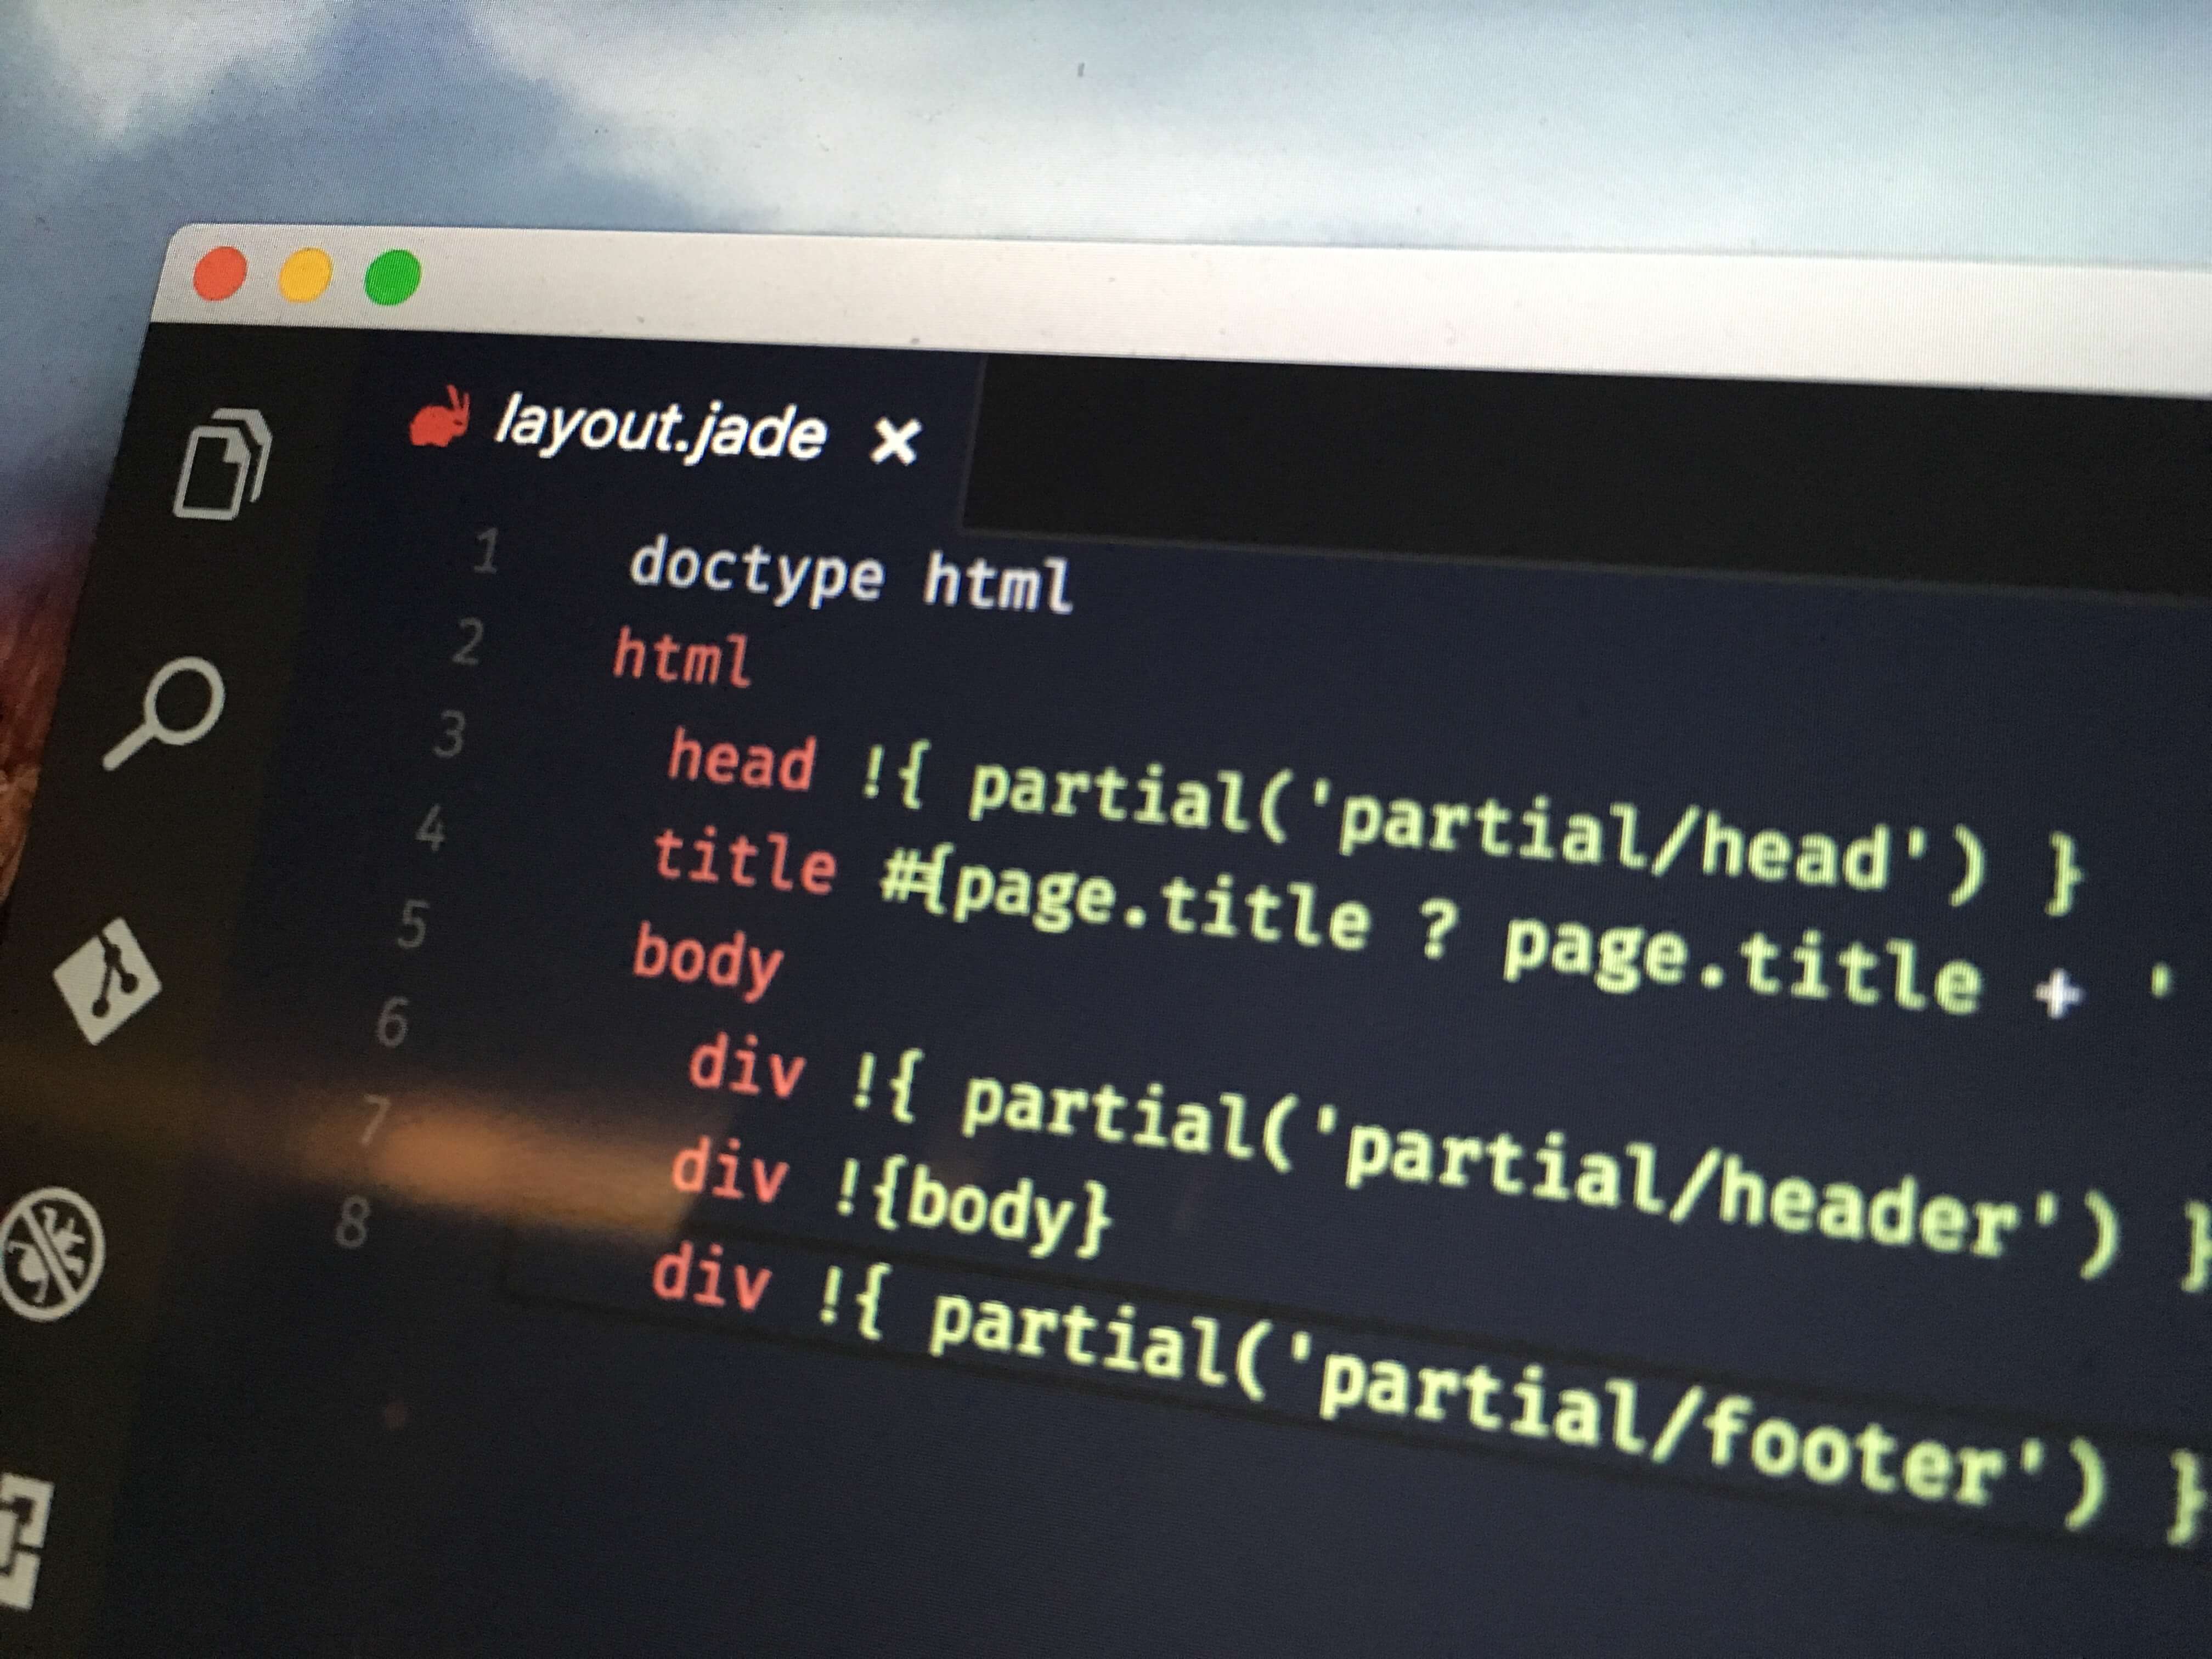 layout.jade
1 doctype html
2 html
3 head !{ partial('partial/head') }
4 title #{page.title ? page.title + '
5 body
6 div !{ partial('partial/header') }
7 div !{body}
8 div !{ partial('partial/footer') }